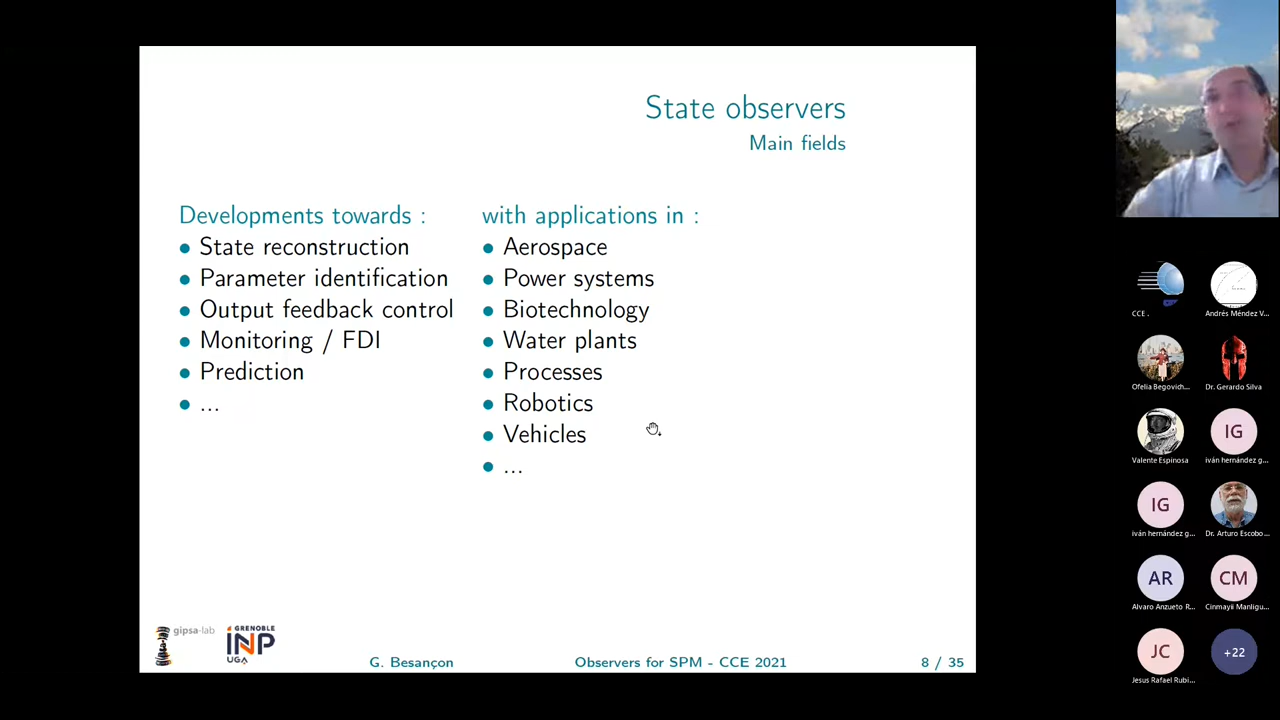 State observers
Main fields
Developments towards :
• State reconstruction
• Parameter identification
• Output feedback control
• Monitoring / FDI
• Prediction
• ...
with applications in :
• Aerospace
• Power systems
• Biotechnology
• Water plants
• Processes
• Robotics
• Vehicles
• ...
gipsa-lab
GRENOBLE
INP
UGA
G. Besançon
Observers for SPM - CCE 2021
8 / 35
CCE .
Andrés Méndez V...
Ofelia Begovich...
Dr. Gerardo Silva
Valente Espinosa
IG
iván hernández g...
IG
iván hernández g...
Dr. Arturo Escobo...
AR
Alvaro Anzueto R...
CM
Cinmayii Manligu...
JC
Jesus Rafael Rubi...
+22